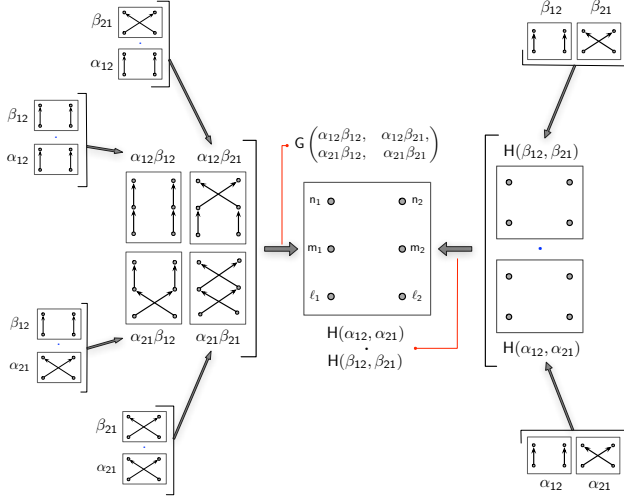 β21
α12
β12
α12
α12β12 α12β21
α21β12 α21β21
β12
α21
β21
α21
G (α12β12, α12β21,
α21β12, α21β21)
n1 n2
m1 m2
ℓ1 ℓ2
H(α12, α21)
·
H(β12, β21)
β12 β21
H(β12, β21)
H(α12, α21)
α12 α21